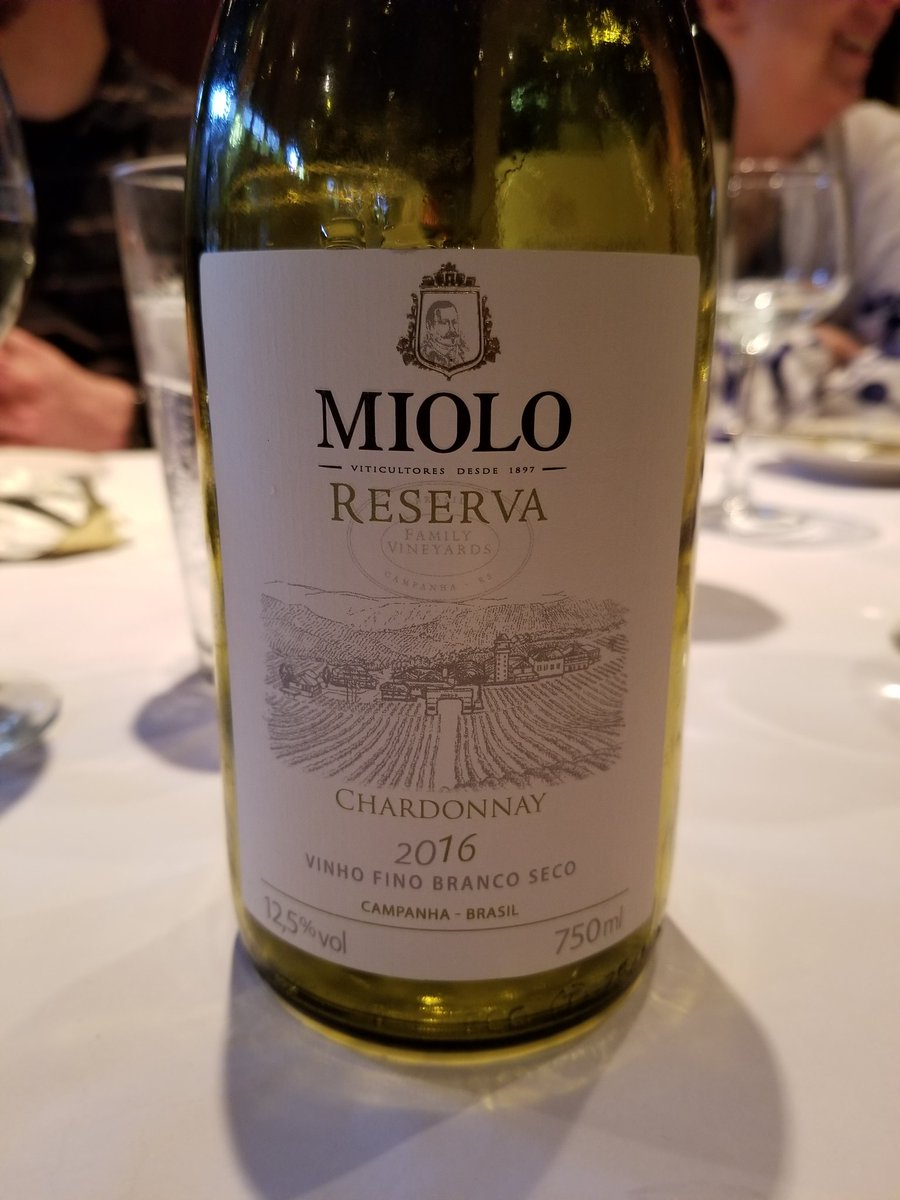 MIOLO
VITICULTORES DESDE 1897
RESERVA
FAMILY
VINEYARDS
CAMPANHA - RS
CHARDONNAY
2016
VINHO FINO BRANCO SECO
CAMPANHA - BRASIL
12,5%vol
750ml